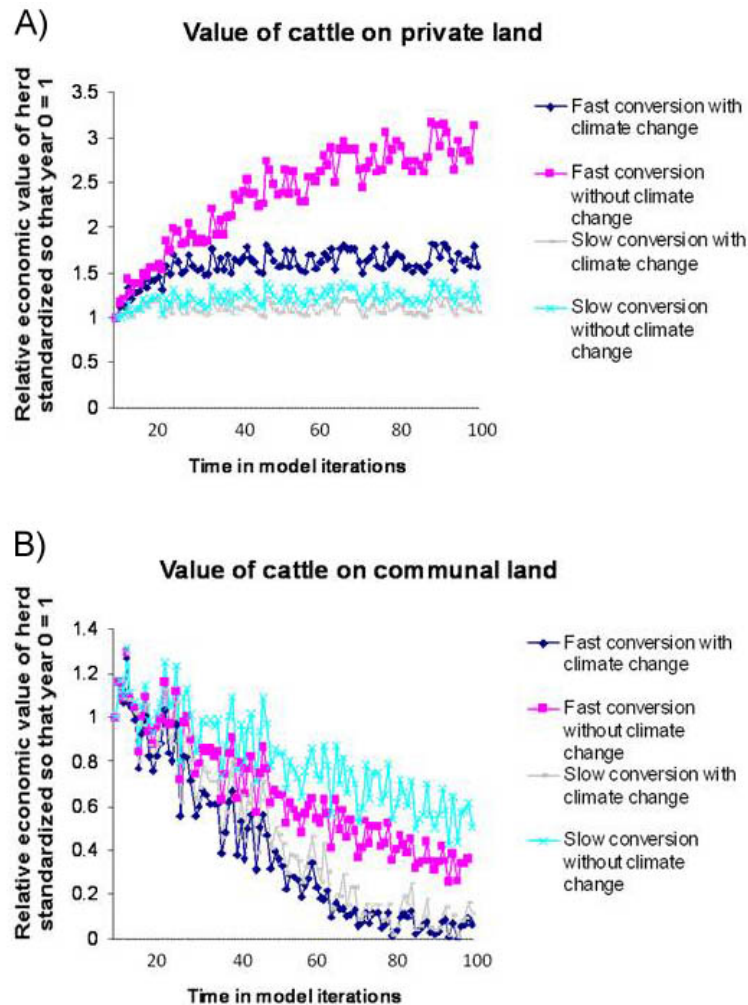 A)
Value of cattle on private land
Relative economic value of herd
standardized so that year 0 = 1
3.5
3
2.5
2
1.5
1
0.5
0
20
40
60
80
100
Time in model iterations
Fast conversion with
climate change
Fast conversion
without climate
change
Slow conversion with
climate change
Slow conversion
without climate
change
B)
Value of cattle on communal land
Relative economic value of herd
standardized so that year 0 = 1
1.4
1.2
1
0.8
0.6
0.4
0.2
0
20
40
60
80
100
Time in model iterations
Fast conversion with
climate change
Fast conversion
without climate
change
Slow conversion with
climate change
Slow conversion
without climate
change